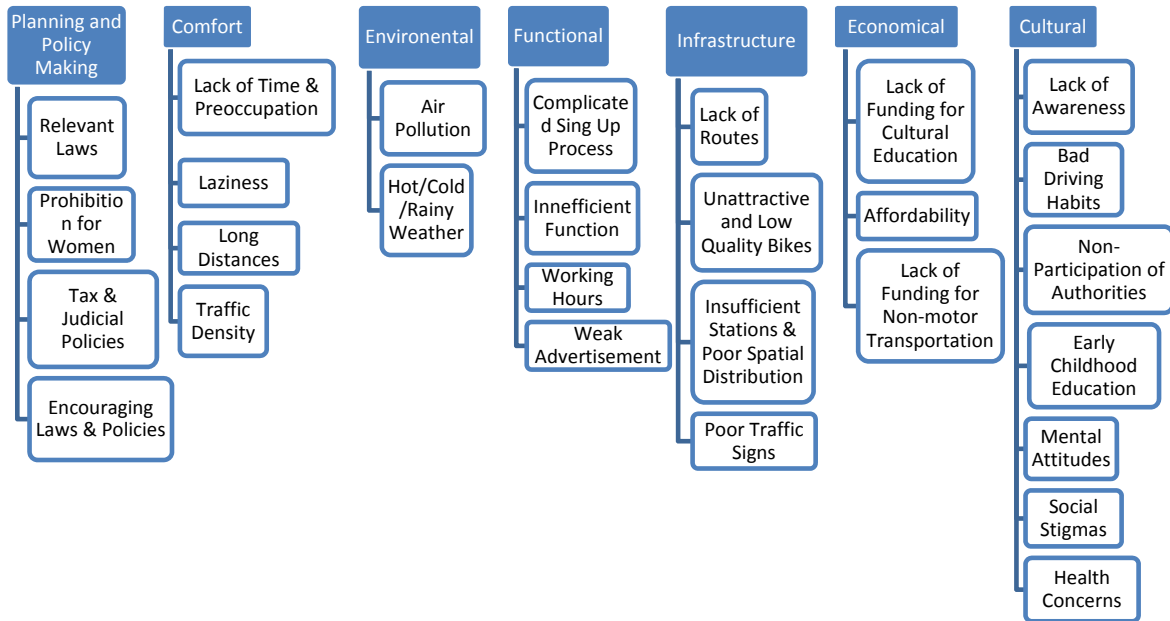 Planning and
Policy
Making
Relevant
Laws
Prohibitio
n for
Women
Tax &
Judicial
Policies
Encouraging
Laws & Policies
Comfort
Lack of Time &
Preoccupation
Laziness
Long
Distances
Traffic
Density
Environental
Air
Pollution
Hot/Cold
/Rainy
Weather
Functional
Complicate
d Sing Up
Process
Innefficient
Function
Working
Hours
Weak
Advertisement
Infrastructure
Lack of
Routes
Unattractive
and Low
Quality Bikes
Insufficient
Stations &
Poor Spatial
Distribution
Poor Traffic
Signs
Economical
Lack of
Funding for
Cultural
Education
Affordability
Lack of
Funding for
Non-motor
Transportation
Cultural
Lack of
Awareness
Bad
Driving
Habits
Non-
Participation of
Authorities
Early
Childhood
Education
Mental
Attitudes
Social
Stigmas
Health
Concerns